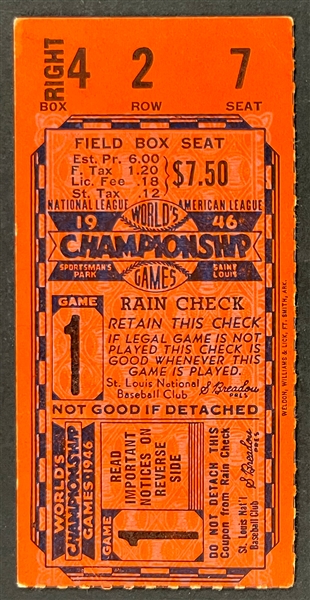 RIGHT 4 2 7
BOX ROW SEAT
FIELD BOX SEAT
Est. Pr. 6.00
F. Tax 1.20
Lic. Fee .18
St. Tax .12
$7.50
NATIONAL LEAGUE AMERICAN LEAGUE
19 WORLD'S 46
CHAMPIONSHIP
SPORTSMAN'S PARK GAMES SAINT LOUIS
GAME
1
RAIN CHECK
RETAIN THIS CHECK
IF LEGAL GAME IS NOT
PLAYED THIS CHECK IS
GOOD WHENEVER THIS
GAME IS PLAYED.
St. Louis National
Baseball Club
S. Breadon
PRES.
NOT GOOD IF DETACHED
WORLD'S
CHAMPIONSHIP
GAMES 1946
READ
IMPORTANT
NOTICES ON
REVERSE
SIDE
GAME
1
DO NOT DETACH THIS
Coupon from Rain Check
S. Breadon
PRES.
St. Louis Nat'l
Baseball Club
WELDON, WILLIAMS & LICK, FT. SMITH, ARK.